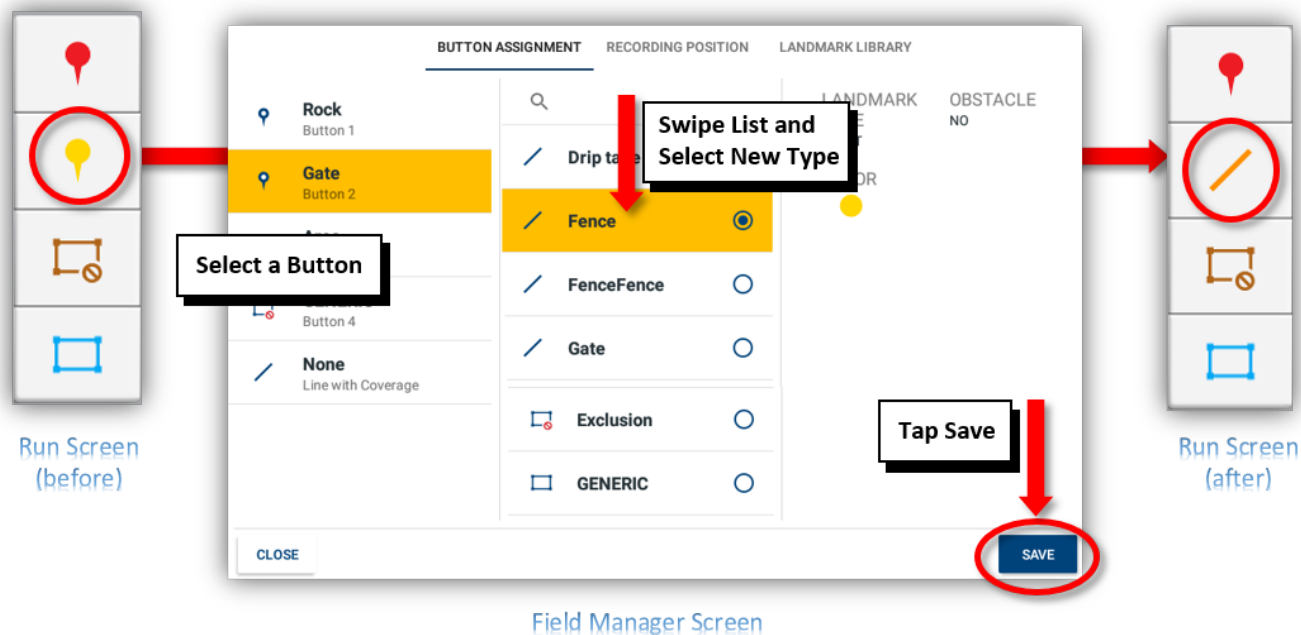 BUTTON ASSIGNMENT RECORDING POSITION LANDMARK LIBRARY
Rock
Button 1
Gate
Button 2
Select a Button
Button 4
None
Line with Coverage
Swipe List and
Select New Type
Drip
Fence
FenceFence
Gate
Exclusion
GENERIC
LANDMARK
OBSTACLE
NO
Tap Save
CLOSE
SAVE
Run Screen
(before)
Run Screen
(after)
Field Manager Screen